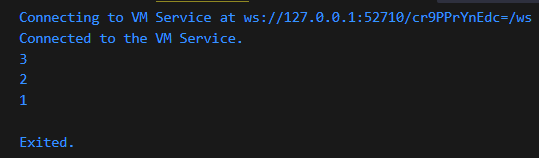 Connecting to VM Service at ws://127.0.0.1:52710/cr9PPrYnEdc=/ws
Connected to the VM Service.
3
2
1
Exited.